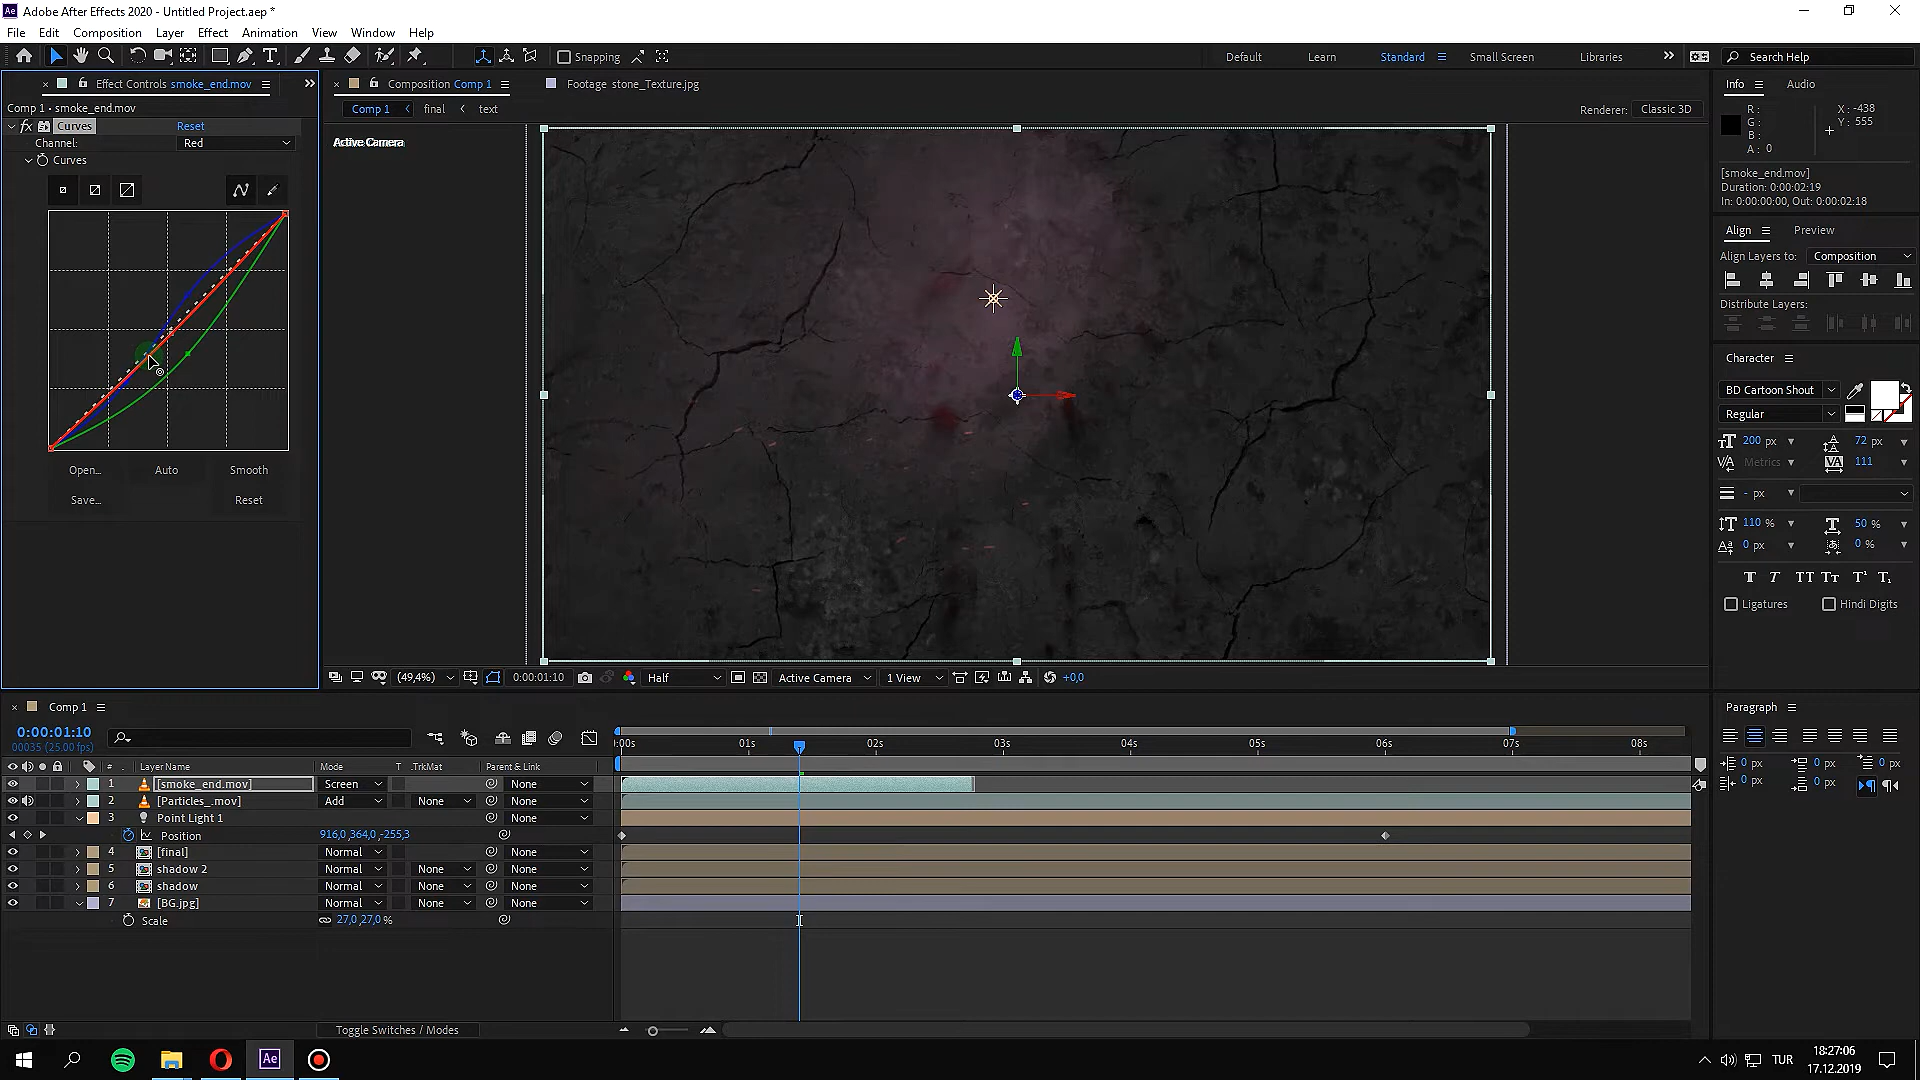 Adobe After Effects 2020 - Untitled Project.aep *
File Edit Composition Layer Effect Animation View Window Help
Snapping
Default Learn Standard Small Screen Libraries Search Help
Effect Controls smoke_end.mov
Composition Comp 1
Footage stone_Texture.jpg
Comp 1 • smoke_end.mov
Comp 1 final text
Renderer: Classic 3D
fx Curves Reset
Channel: Red
Curves
Open... Auto Smooth
Save... Reset
Active Camera
Info Audio
R :
G :
B :
A : 0
X : -438
Y : 555
[smoke_end.mov]
Duration: 0:00:02:19
In: 0:00:00:00, Out: 0:00:02:18
Align Preview
Align Layers to: Composition
Distribute Layers:
Character
BD Cartoon Shout
Regular
200 px 72 px
Metrics 111
- px
110 % 50 %
0 px 0 %
Ligatures Hindi Digits
(49,4%) 0:00:01:10 Half Active Camera 1 View +0,0
Comp 1
0:00:01:10
00035 (25.00 fps)
:00s 01s 02s 03s 04s 05s 06s 07s 08s
# Layer Name Mode T .TrkMat Parent & Link
1 [smoke_end.mov] Screen None
2 [Particles_.mov] Add None None
3 Point Light 1 None
Position 916,0,364,0,-255,3
4 [final] Normal None
5 shadow 2 Normal None None
6 shadow Normal None None
7 [BG.jpg] Normal None None
Scale 27,0,27,0 %
Toggle Switches / Modes
Paragraph
0 px 0 px 0 px
0 px 0 px
Ae
TUR
18:27:06
17.12.2019